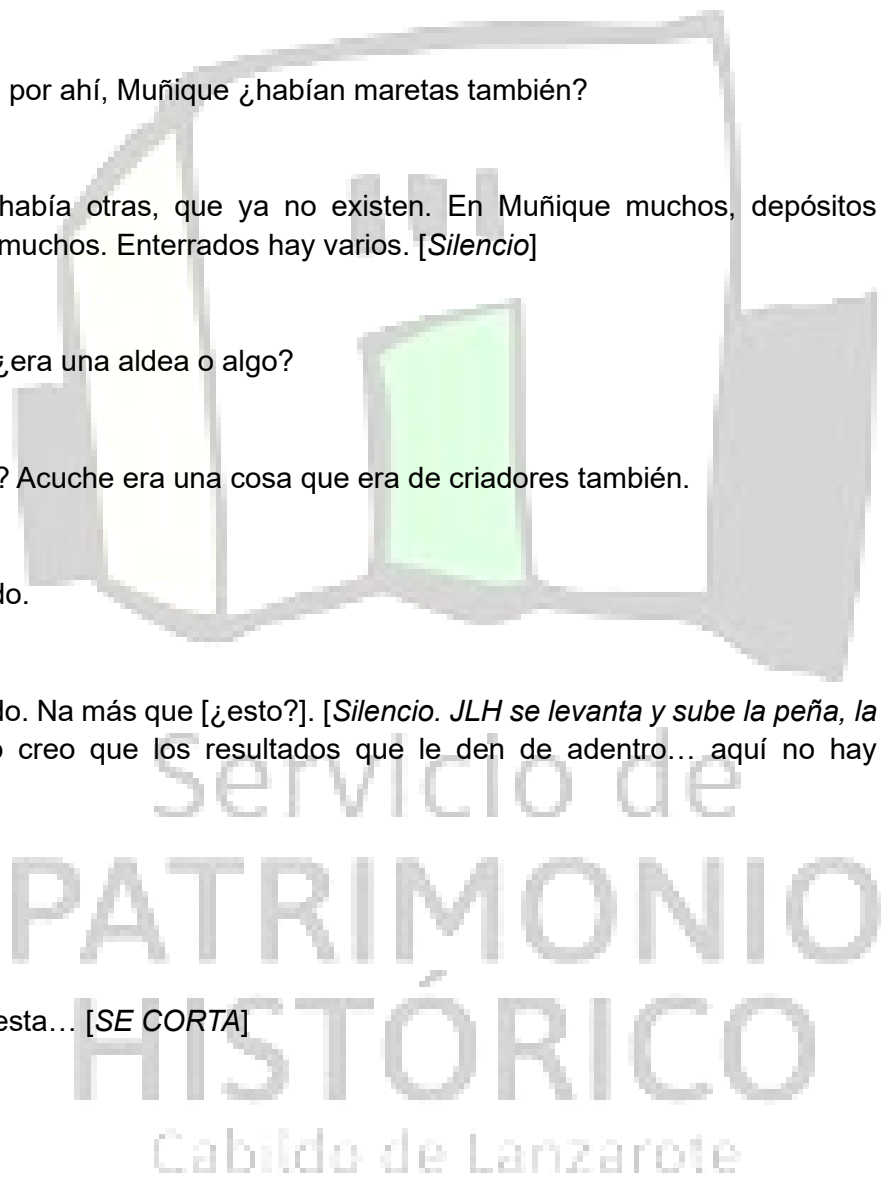 por ahí, Muñique ¿habían maretas también?
había otras, que ya no existen. En Muñique muchos, depósitos
muchos. Enterrados hay varios. [Silencio]
¿era una aldea o algo?
? Acuche era una cosa que era de criadores también.
do.
do. Na más que [¿esto?]. [Silencio. JLH se levanta y sube la peña, la
o creo que los resultados que le den de adentro… aquí no hay
Servicio de
PATRIMONIO
esta… [SE CORTA]
HISTÓRICO
Cabildo de Lanzarote